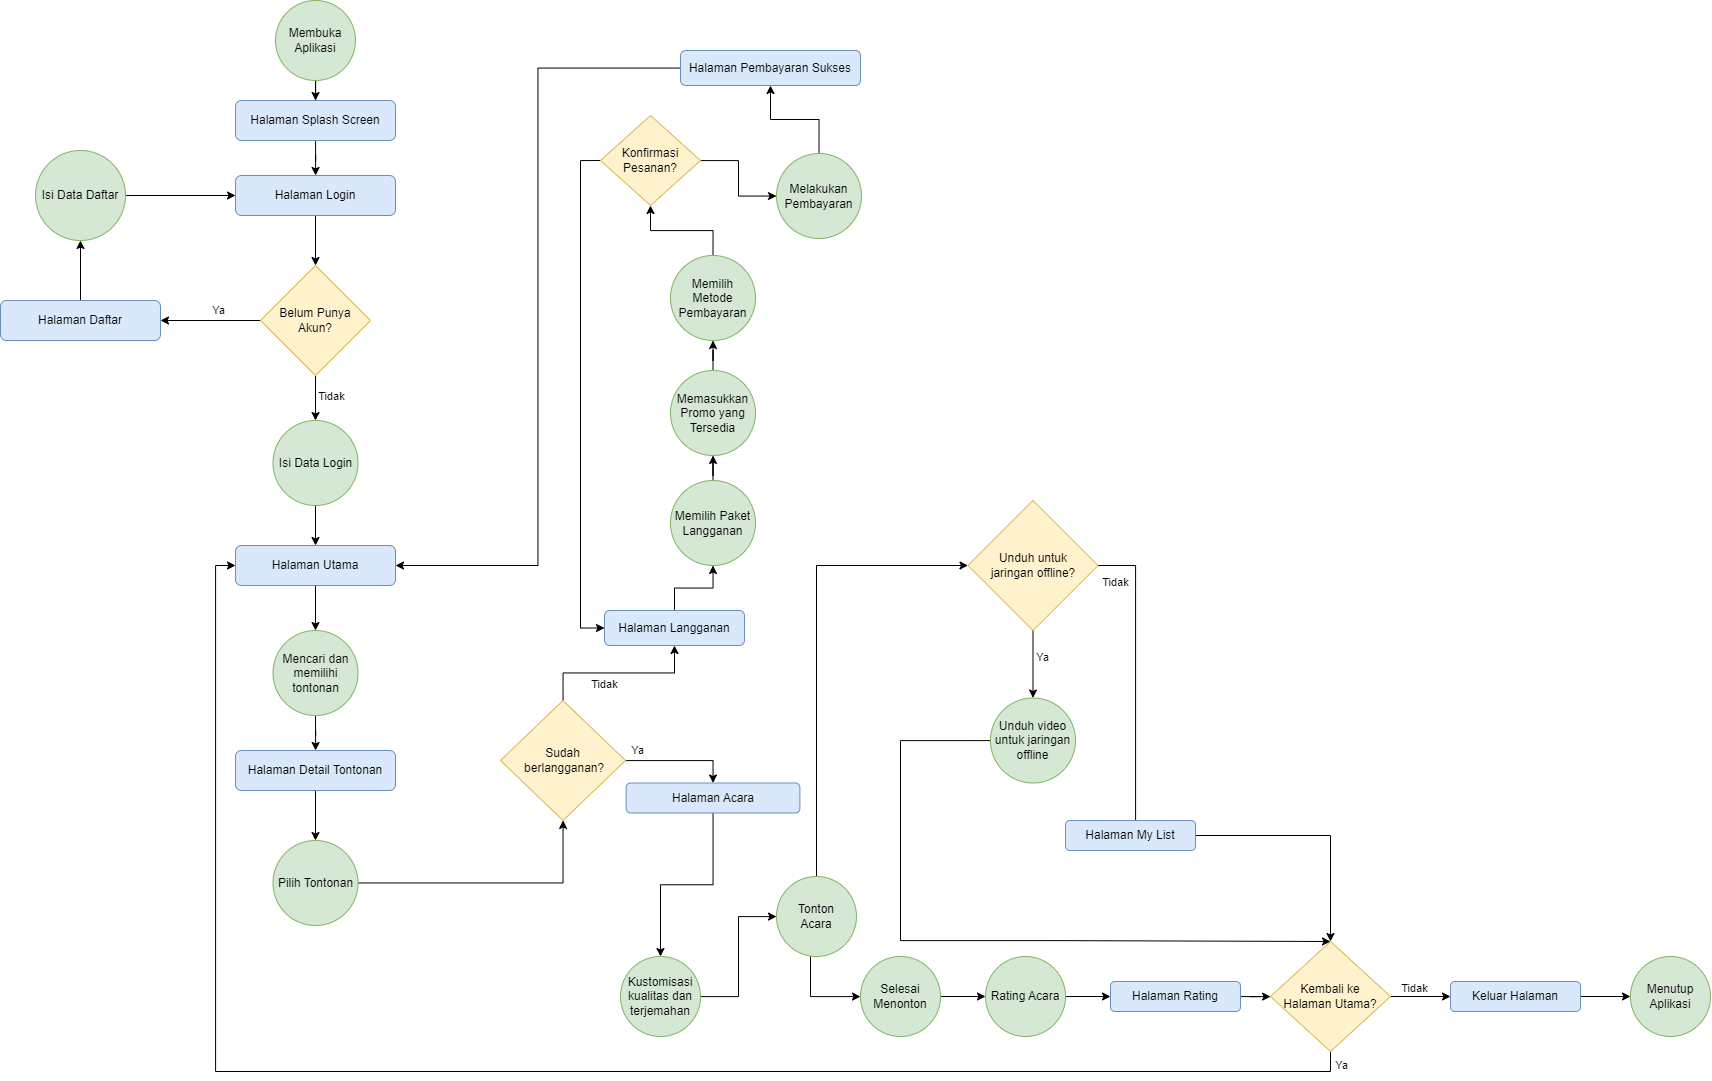 Membuka
Aplikasi
Halaman Splash Screen
Halaman Login
Isi Data Daftar
Halaman Daftar
Ya
Belum Punya
Akun?
Tidak
Isi Data Login
Halaman Utama
Mencari dan
memilihi
tontonan
Halaman Detail Tontonan
Pilih Tontonan
Sudah
berlangganan?
Tidak
Ya
Halaman Langganan
Memilih Paket
Langganan
Memasukkan
Promo yang
Tersedia
Memilih
Metode
Pembayaran
Konfirmasi
Pesanan?
Melakukan
Pembayaran
Halaman Pembayaran Sukses
Halaman Acara
Kustomisasi
kualitas dan
terjemahan
Tonton
Acara
Unduh untuk
jaringan offline?
Tidak
Ya
Unduh video
untuk jaringan
offline
Halaman My List
Selesai
Menonton
Rating Acara
Halaman Rating
Kembali ke
Halaman Utama?
Tidak
Ya
Keluar Halaman
Menutup
Aplikasi